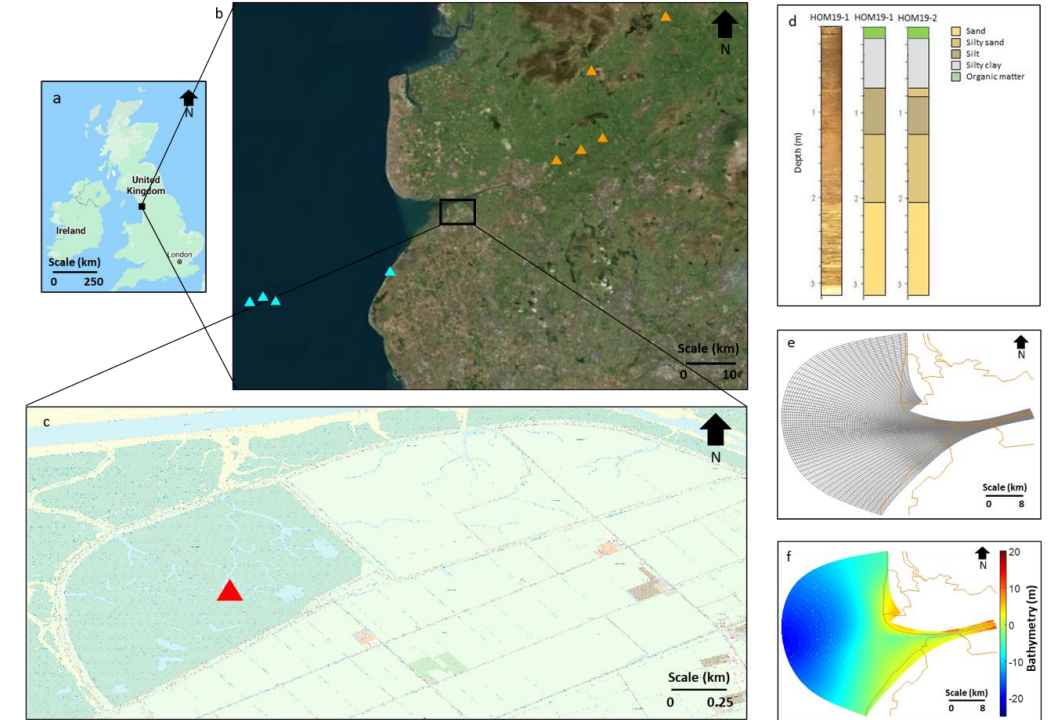 a
N
United
Kingdom
Ireland
London
Scale (km)
0 250
b
N
Scale (km)
0 10
c
N
Scale (km)
0 0.25
d
HOM19-1 HOM19-1 HOM19-2
Sand
Silty sand
Silt
Silty clay
Organic matter
Depth (m)
1 1 1
2 2 2
3 3 3
e
N
Scale (km)
0 8
f
N
20
10
0
-10
-20
Bathymetry (m)
Scale (km)
0 8